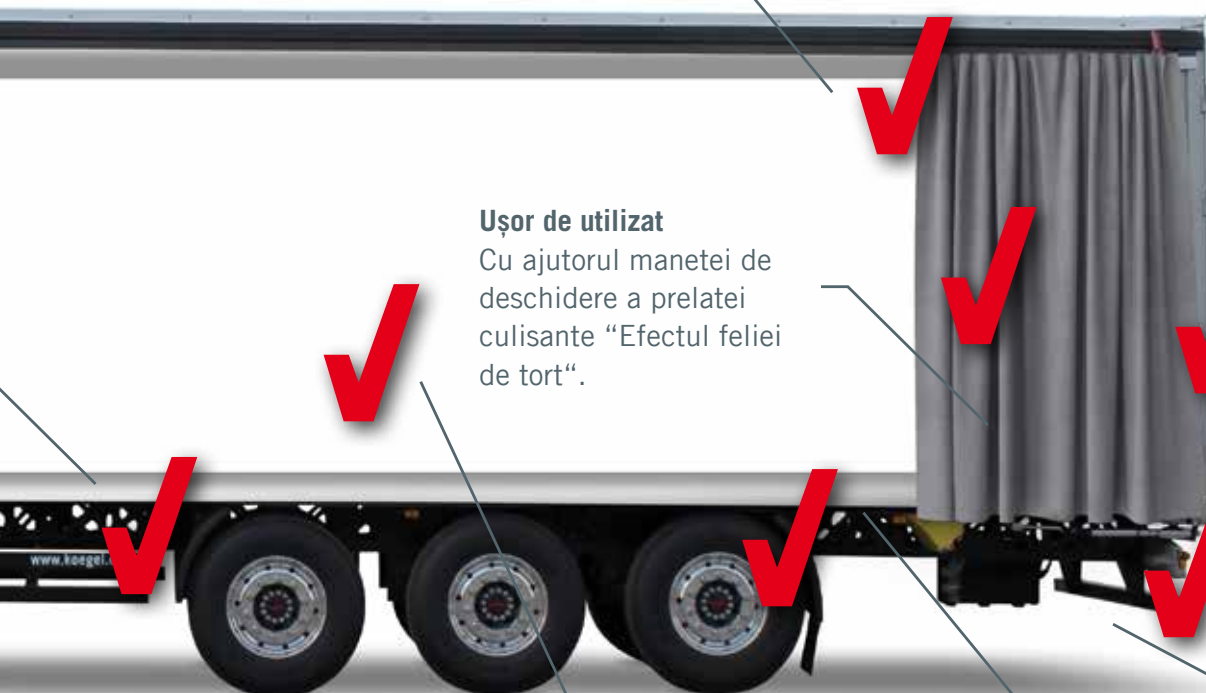 Ușor de utilizat
Cu ajutorul manetei de
deschidere a prelatei
culisante “Efectul feliei
de tort“.
www.koegel.